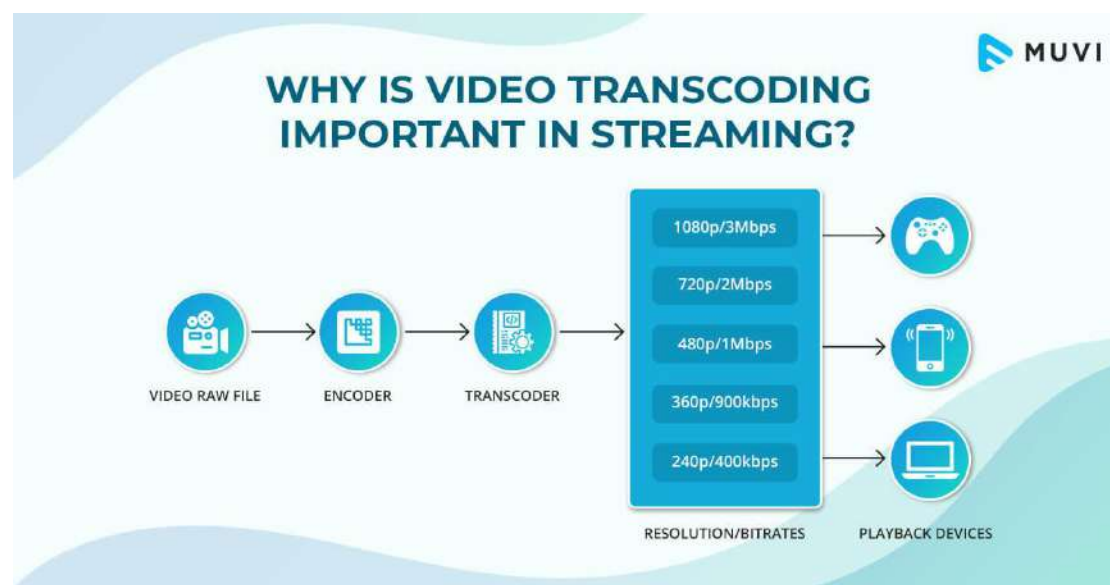 MUVI
WHY IS VIDEO TRANSCODING
IMPORTANT IN STREAMING?
VIDEO RAW FILE
ENCODER
TRANSCODER
1080p/3Mbps
720p/2Mbps
480p/1Mbps
360p/900kbps
240p/400kbps
RESOLUTION/BITRATES
PLAYBACK DEVICES